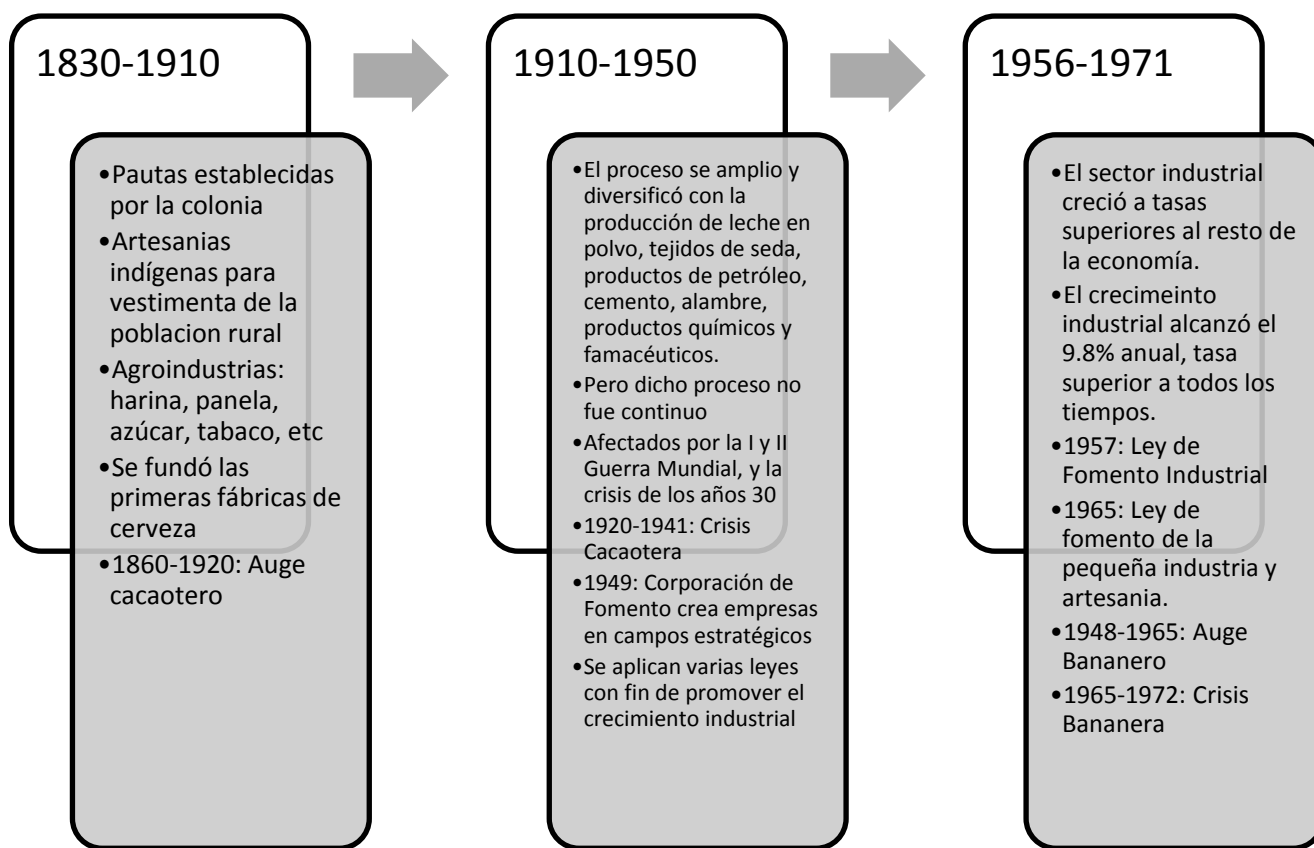 1830-1910
•Pautas establecidas
por la colonia
•Artesanias
indígenas para
vestimenta de la
poblacion rural
•Agroindustrias:
harina, panela,
azúcar, tabaco, etc
•Se fundó las
primeras fábricas de
cerveza
•1860-1920: Auge
cacaotero
1910-1950
•El proceso se amplio y
diversificó con la
producción de leche en
polvo, tejidos de seda,
productos de petróleo,
cemento, alambre,
productos químicos y
famacéuticos.
•Pero dicho proceso no
fue continuo
•Afectados por la I y II
Guerra Mundial, y la
crisis de los años 30
•1920-1941: Crisis
Cacaotera
•1949: Corporación de
Fomento crea empresas
en campos estratégicos
•Se aplican varias leyes
con fin de promover el
crecimiento industrial
1956-1971
•El sector industrial
creció a tasas
superiores al resto de
la economía.
•El crecimeinto
industrial alcanzó el
9.8% anual, tasa
superior a todos los
tiempos.
•1957: Ley de
Fomento Industrial
•1965: Ley de
fomento de la
pequeña industria y
artesania.
•1948-1965: Auge
Bananero
•1965-1972: Crisis
Bananera